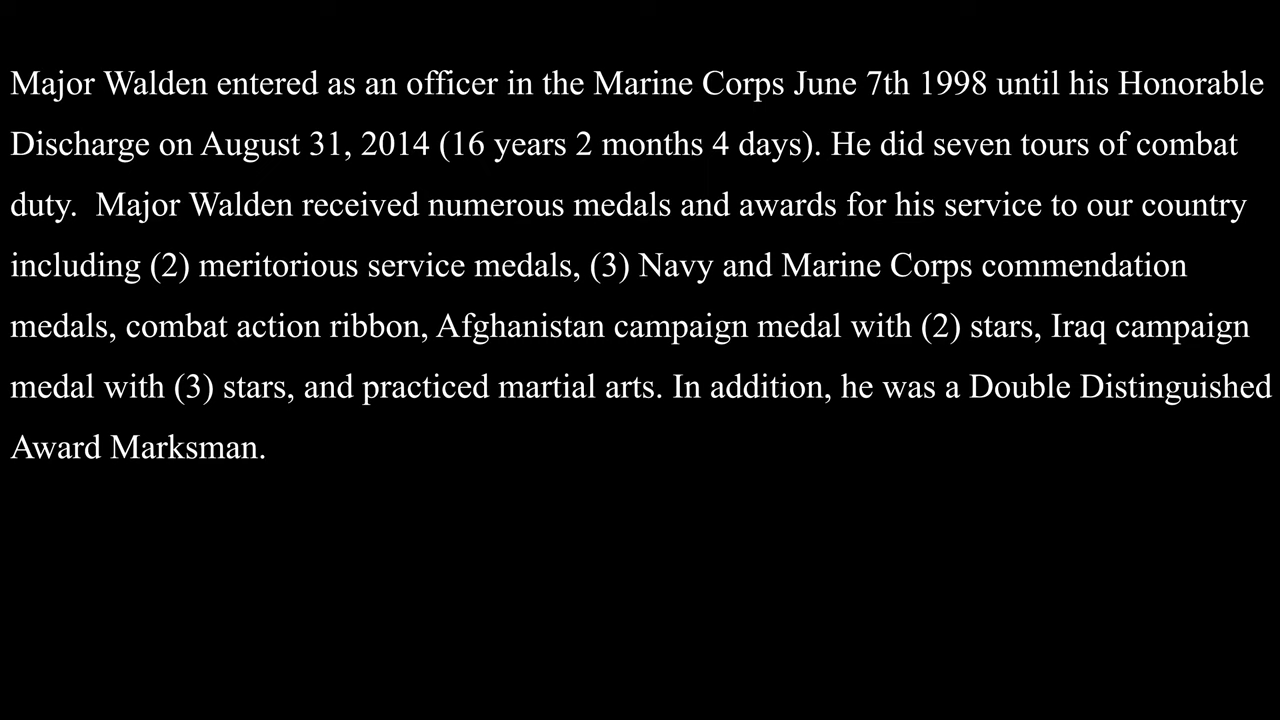 Major Walden entered as an officer in the Marine Corps June 7th 1998 until his Honorable
Discharge on August 31, 2014 (16 years 2 months 4 days). He did seven tours of combat
duty.  Major Walden received numerous medals and awards for his service to our country
including (2) meritorious service medals, (3) Navy and Marine Corps commendation
medals, combat action ribbon, Afghanistan campaign medal with (2) stars, Iraq campaign
medal with (3) stars, and practiced martial arts. In addition, he was a Double Distinguished
Award Marksman.